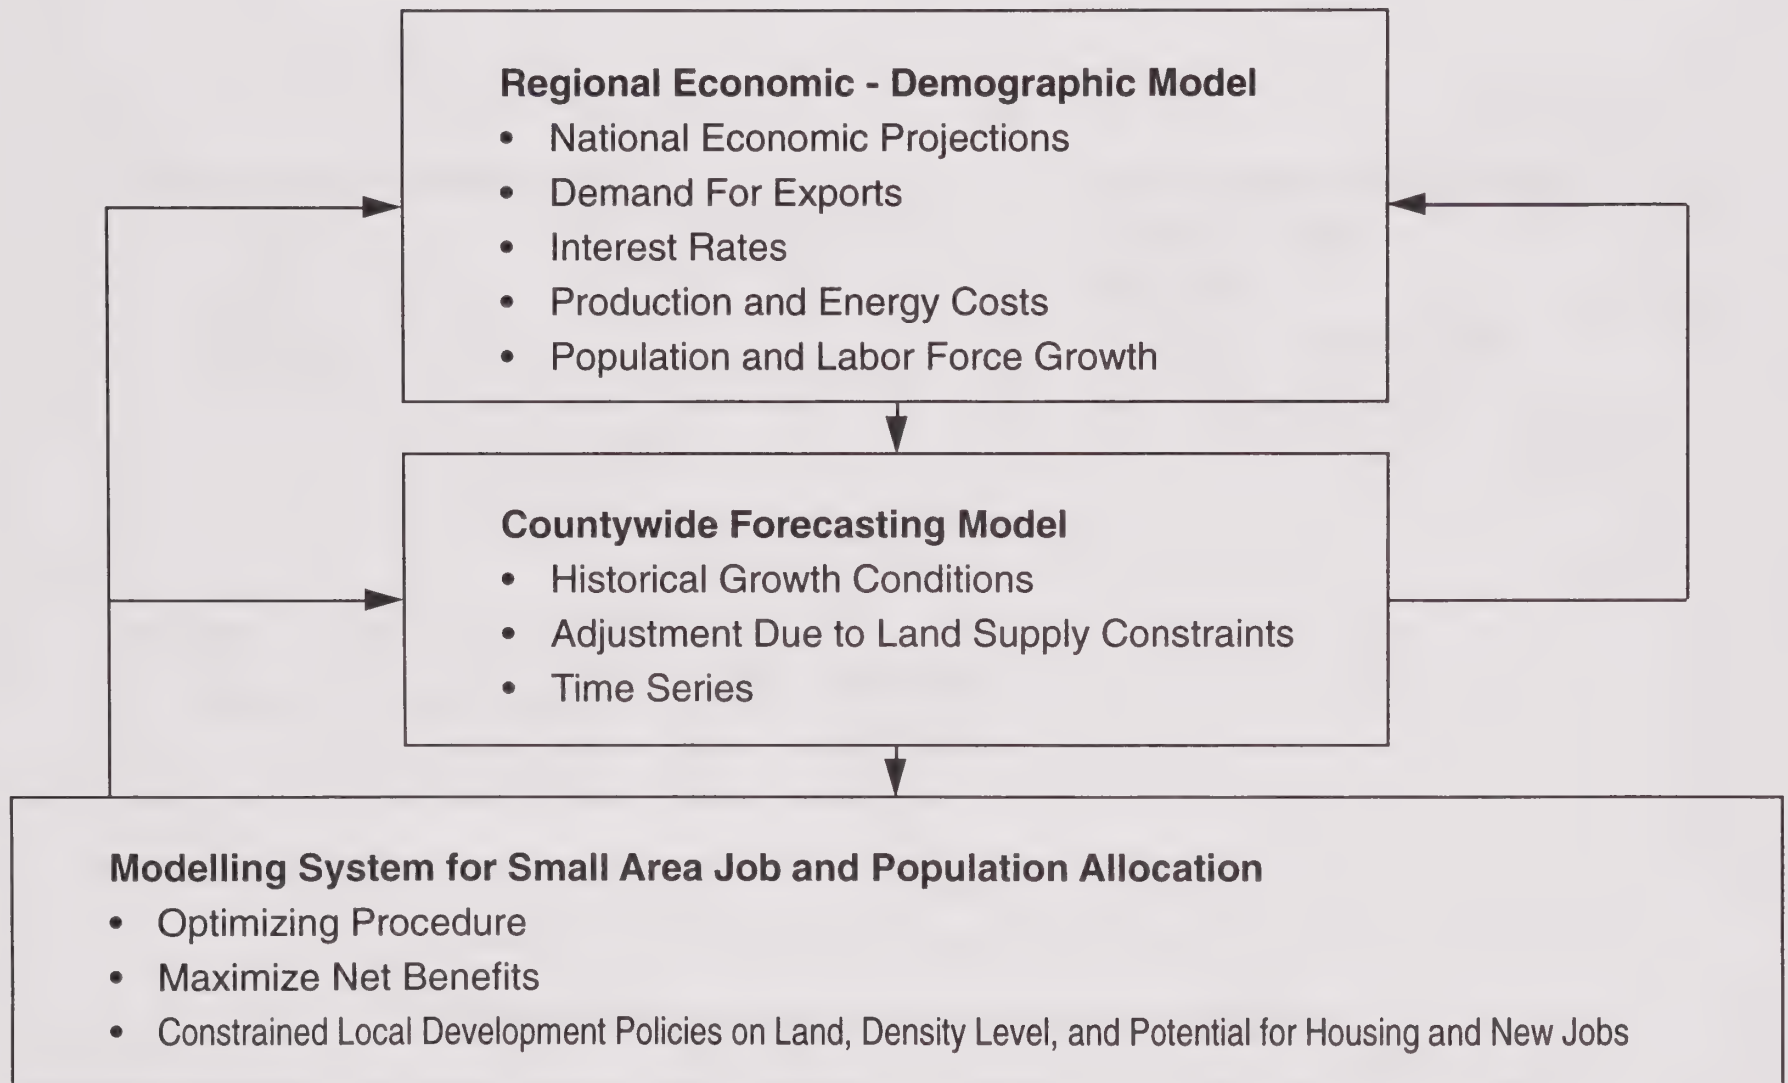 Regional Economic - Demographic Model
• National Economic Projections
• Demand For Exports
• Interest Rates
• Production and Energy Costs
• Population and Labor Force Growth
Countywide Forecasting Model
• Historical Growth Conditions
• Adjustment Due to Land Supply Constraints
• Time Series
Modelling System for Small Area Job and Population Allocation
• Optimizing Procedure
• Maximize Net Benefits
• Constrained Local Development Policies on Land, Density Level, and Potential for Housing and New Jobs